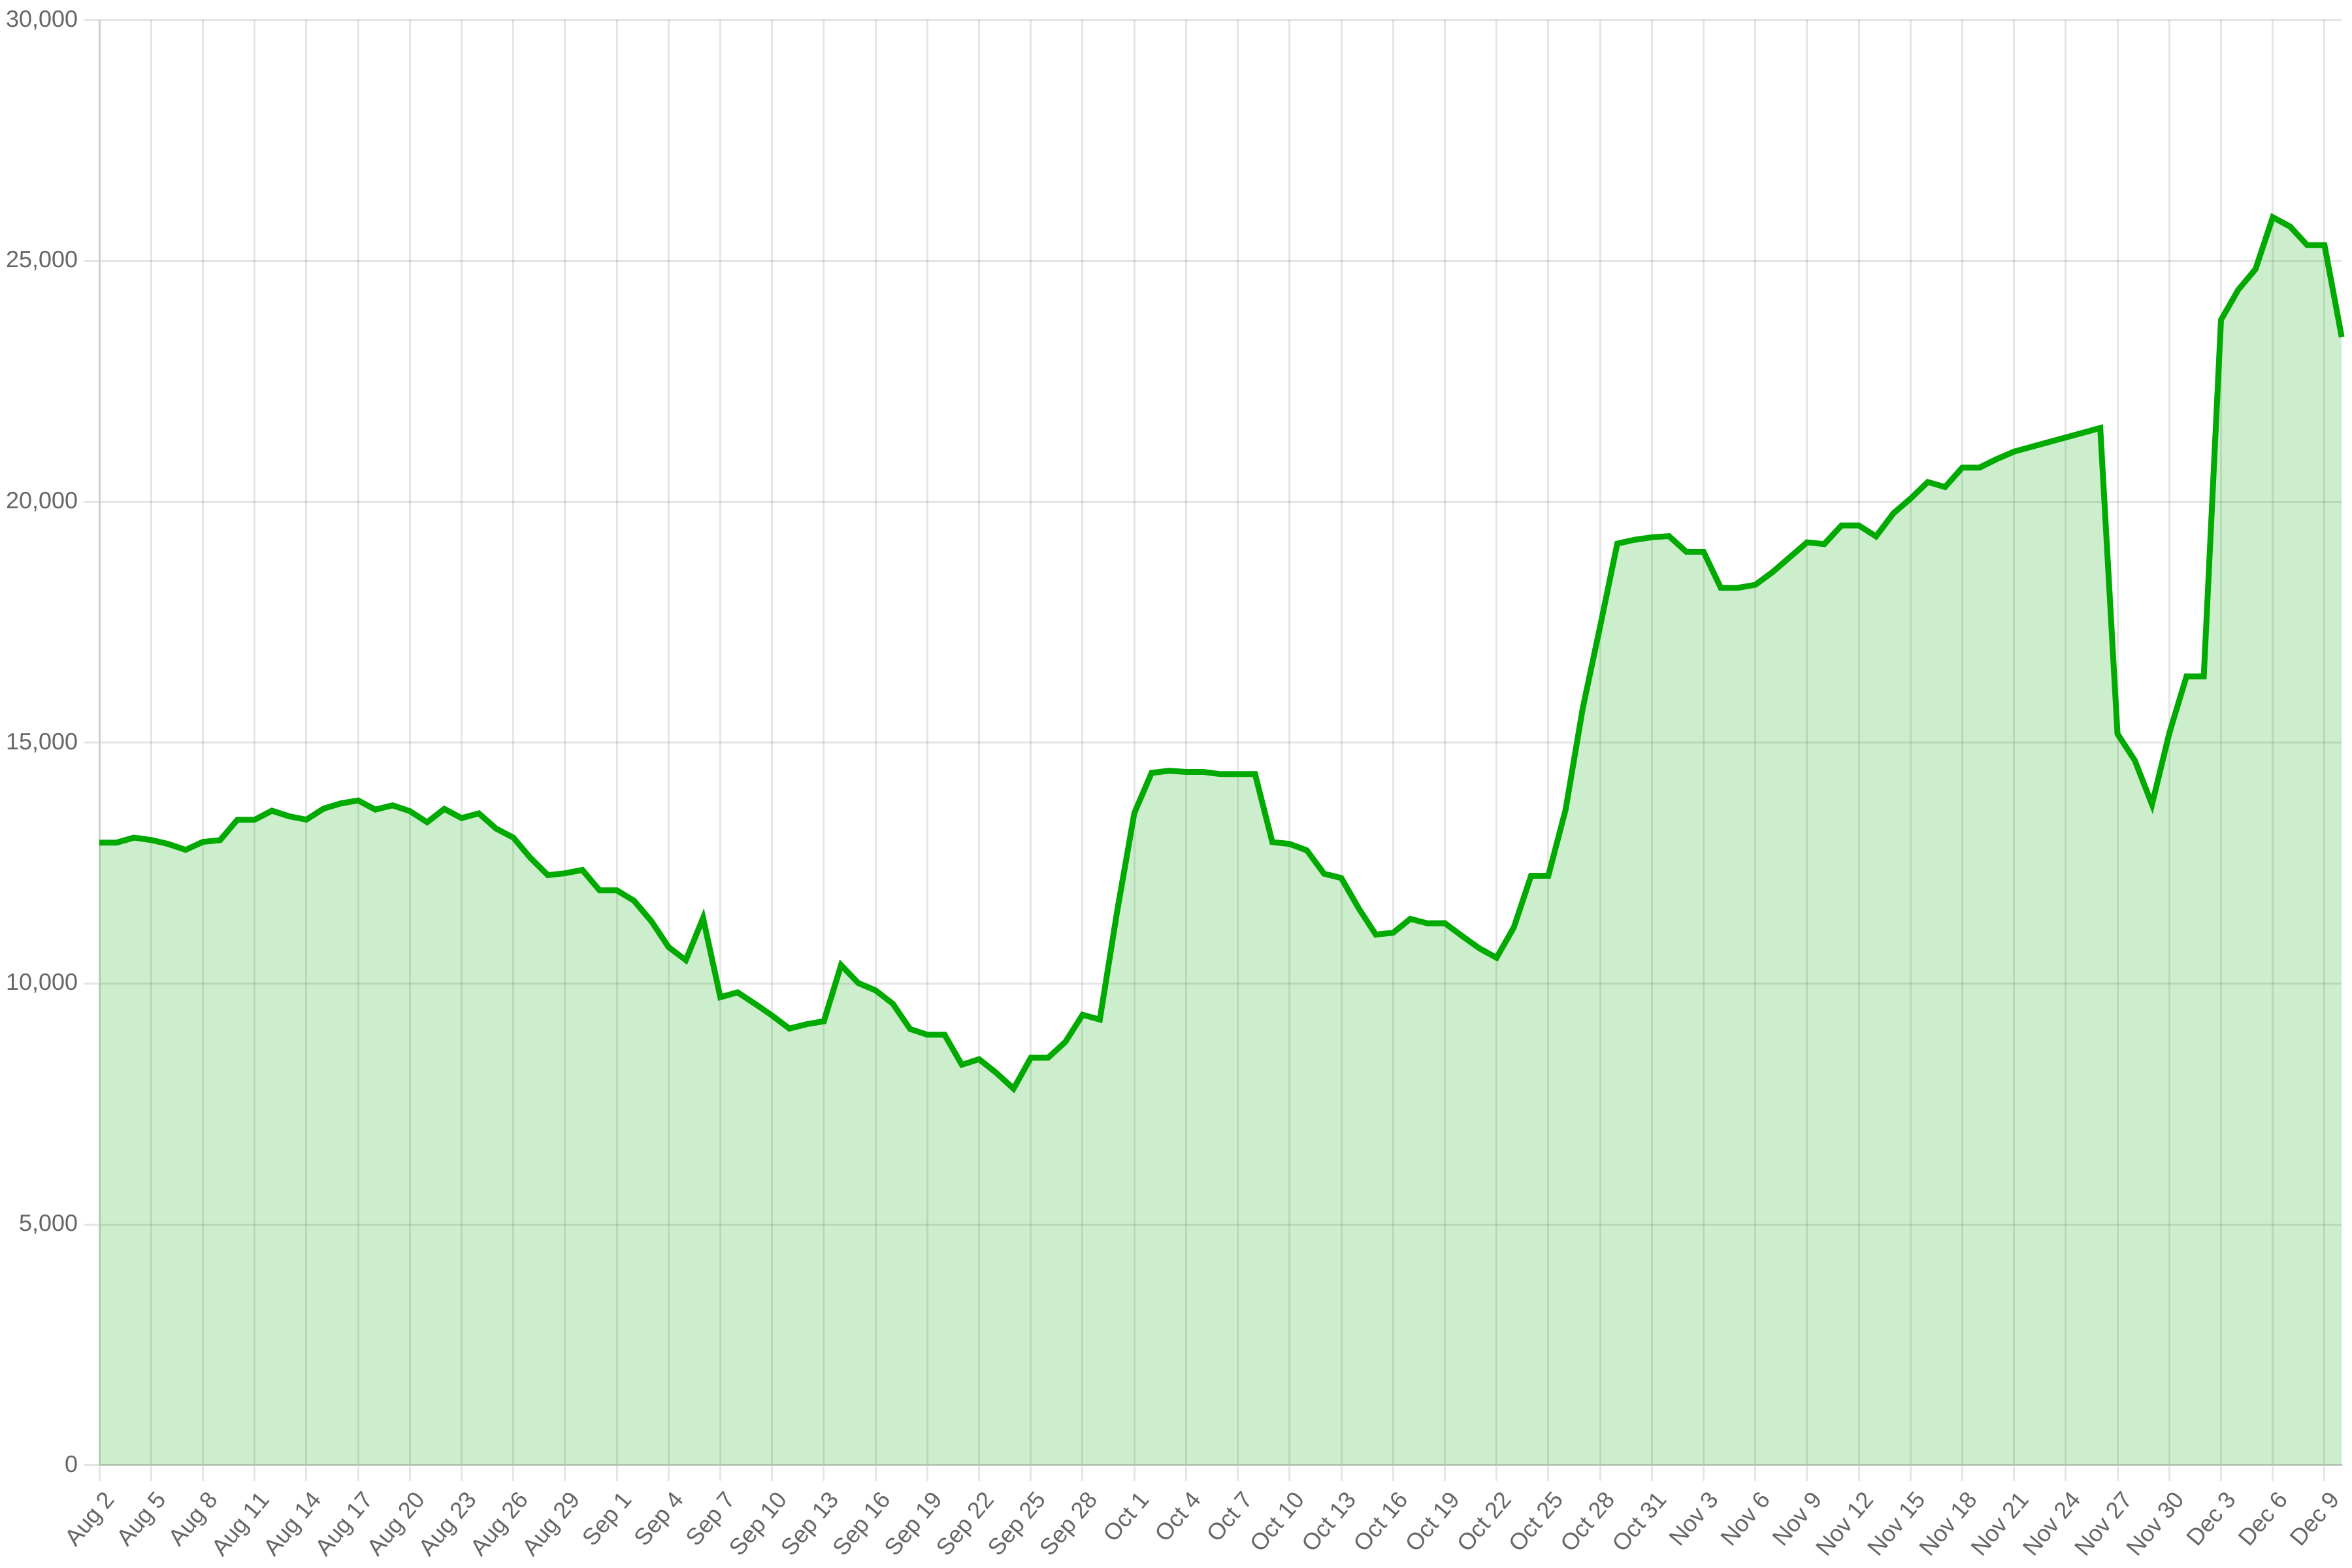 30,000
25,000
20,000
15,000
10,000
5,000
0
Aug 2
Aug 5
Aug 8
Aug 11
Aug 14
Aug 17
Aug 20
Aug 23
Aug 26
Aug 29
Sep 1
Sep 4
Sep 7
Sep 10
Sep 13
Sep 16
Sep 19
Sep 22
Sep 25
Sep 28
Oct 1
Oct 4
Oct 7
Oct 10
Oct 13
Oct 16
Oct 19
Oct 22
Oct 25
Oct 28
Oct 31
Nov 3
Nov 6
Nov 9
Nov 12
Nov 15
Nov 18
Nov 21
Nov 24
Nov 27
Nov 30
Dec 3
Dec 6
Dec 9